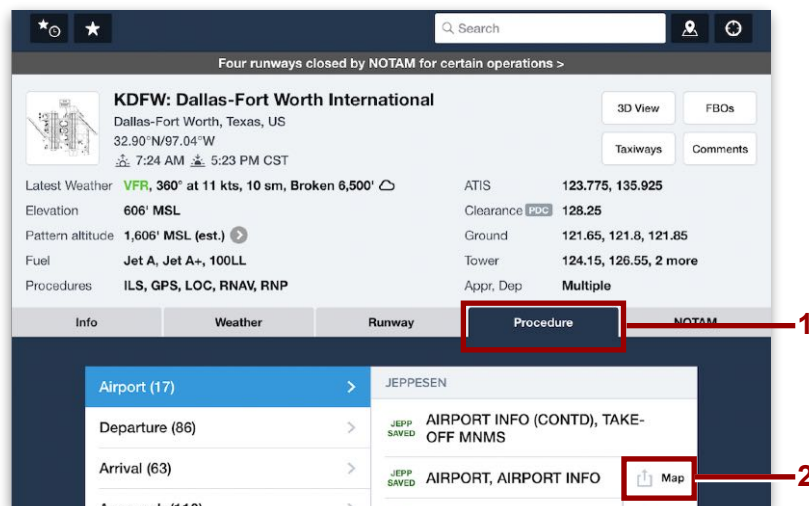 Search
Four runways closed by NOTAM for certain operations >
KDFW: Dallas-Fort Worth International
Dallas-Fort Worth, Texas, US
32.90°N/97.04°W
7:24 AM 5:23 PM CST
3D View FBOs
Taxiways Comments
Latest Weather VFR, 360° at 11 kts, 10 sm, Broken 6,500' ATIS 123.775, 135.925
Elevation 606' MSL Clearance PDC 128.25
Pattern altitude 1,606' MSL (est.) Ground 121.65, 121.8, 121.85
Fuel Jet A, Jet A+, 100LL Tower 124.15, 126.55, 2 more
Procedures ILS, GPS, LOC, RNAV, RNP Appr, Dep Multiple
Info Weather Runway Procedure NOTAM 1
Airport (17) >
Departure (86) >
Arrival (63) >
JEPPESEN
JEPP SAVED AIRPORT INFO (CONTD), TAKE-
OFF MNMS
JEPP SAVED AIRPORT, AIRPORT INFO Map 2